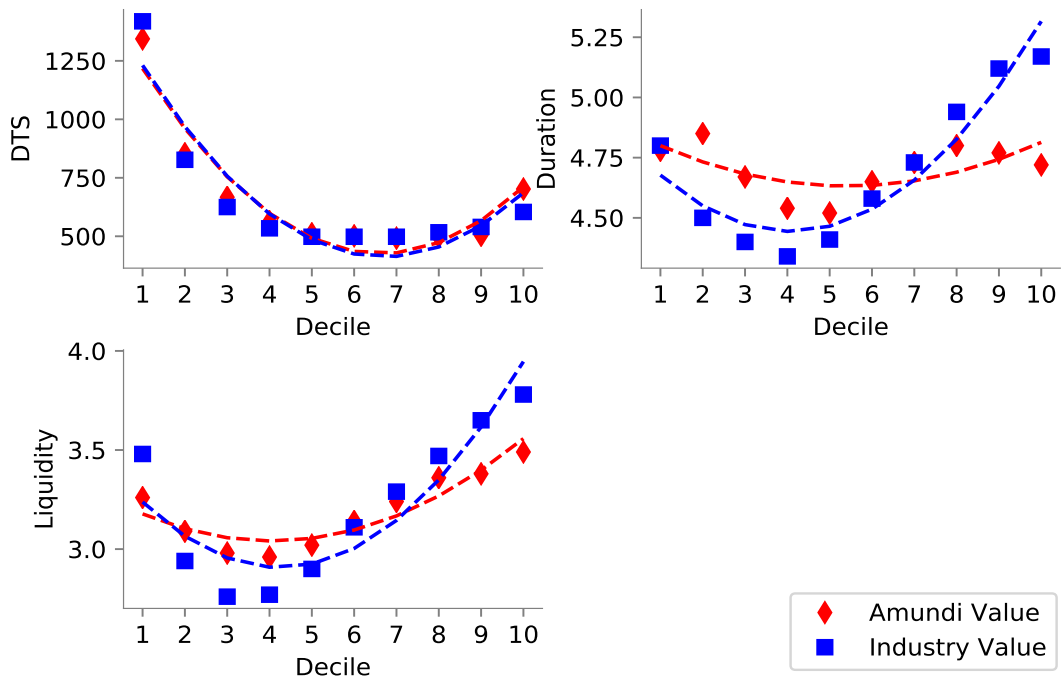 DTS
1250
1000
750
500
1 2 3 4 5 6 7 8 9 10
Decile
Duration
5.25
5.00
4.75
4.50
1 2 3 4 5 6 7 8 9 10
Decile
Liquidity
4.0
3.5
3.0
1 2 3 4 5 6 7 8 9 10
Decile
Amundi Value
Industry Value